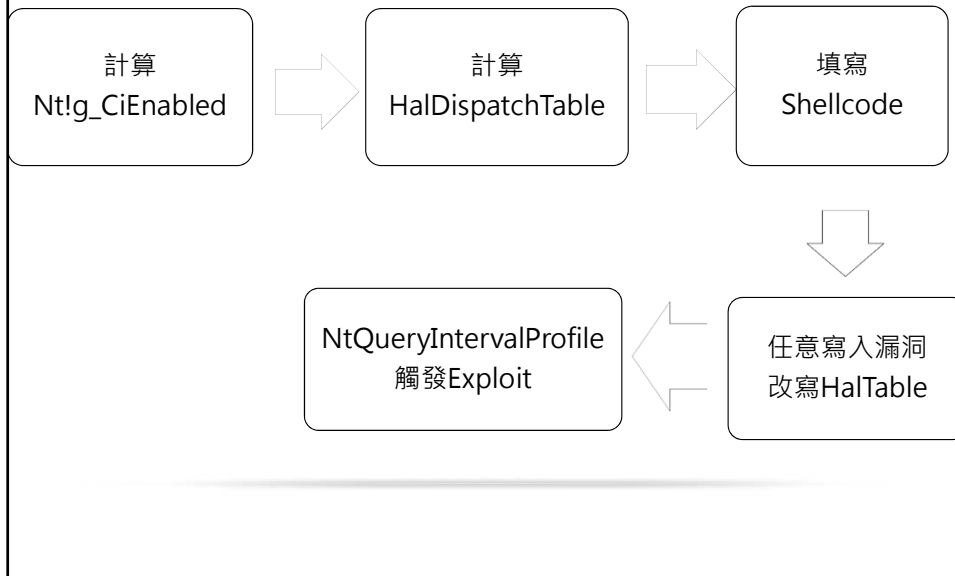 計算
Nt!g_CiEnabled
計算
HalDispatchTable
填寫
Shellcode
任意寫入漏洞
改寫HalTable
NtQueryIntervalProfile
觸發Exploit